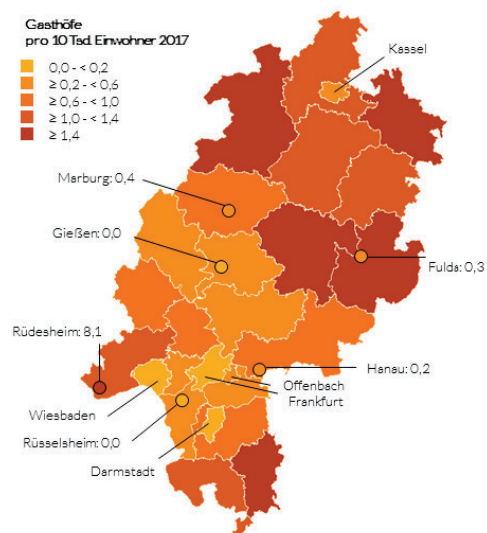 Gasthöfe
pro 10 Tsd. Einwohner 2017
0,0 - < 0,2
≥ 0,2 - < 0,6
≥ 0,6 - < 1,0
≥ 1,0 - < 1,4
≥ 1,4
Kassel
Marburg: 0,4
Gießen: 0,0
Fulda: 0,3
Rüdesheim: 8,1
Hanau: 0,2
Offenbach
Frankfurt
Wiesbaden
Rüsselsheim: 0,0
Darmstadt